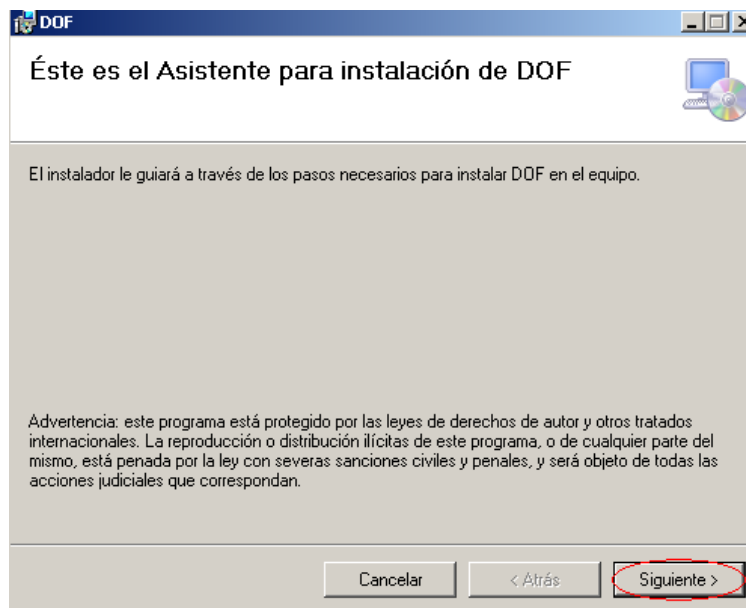 DOF
Éste es el Asistente para instalación de DOF
El instalador le guiará a través de los pasos necesarios para instalar DOF en el equipo.
Advertencia: este programa está protegido por las leyes de derechos de autor y otros tratados
internacionales. La reproducción o distribución ilícitas de este programa, o de cualquier parte del
mismo, está penada por la ley con severas sanciones civiles y penales, y será objeto de todas las
acciones judiciales que correspondan.
Cancelar
< Atrás
Siguiente >